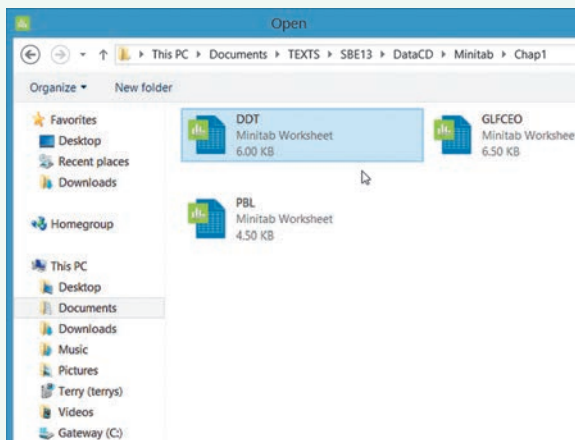 Open
This PC Documents TEXTS SBE13 DataCD Minitab Chap1
Organize New folder
Favorites
Desktop
Recent places
Downloads
Homegroup
This PC
Desktop
Documents
Downloads
Music
Pictures
Terry (terrys)
Videos
Gateway (C:)
DDT
Minitab Worksheet
6.00 KB
GLFCEO
Minitab Workshee
6.50 KB
PBL
Minitab Worksheet
4.50 KB